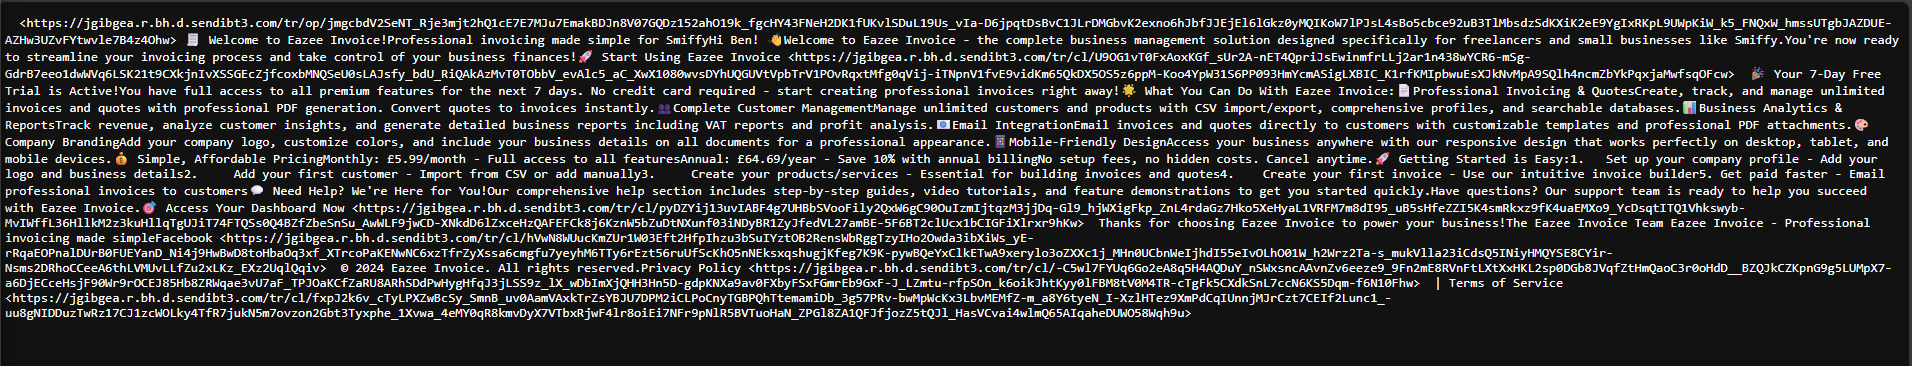 <https://jgibgea.r.bh.d.sendibt3.com/tr/op/jmgcbdV2SeNT_Rje3mjt2hQ1cE7E7MJu7EmakBDJn8V07GQDz152ahO19k_fgcHY43FNeH2DK1fUKvlSDuL19Us_vIa-D6jpqtDsBvC1JLrDMGbvK2exno6hJbfJJEjEl6lGkz0yMQIKoW7lPJsL4sBo5cbce92uB3TlMbsdzSdKXiK2eE9YgIxRKpL9UWpKiW_k5_FNQxW_hmssUTgbJAZDUE-
AZHw3UZvFYtwvle7B4z4Ohw> 🧾 Welcome to Eazee Invoice!Professional invoicing made simple for SmiffyHi Ben! 👋Welcome to Eazee Invoice - the complete business management solution designed specifically for freelancers and small businesses like Smiffy.You're now ready
to streamline your invoicing process and take control of your business finances!🚀 Start Using Eazee Invoice <https://jgibgea.r.bh.d.sendibt3.com/tr/cl/U9OG1vT0FxAoxKGf_sUr2A-nET4QpriJsEwinmfrLLj2ar1n438wYCR6-mSg-
GdrB7eeo1dwWVq6LSK21t9CXkjnIvXSSGEcZjfcoxbMNQSeU0sLAJsfy_bdU_RiQAkAzMvT0TObbV_evAlc5_aC_XwX1080wvsDYhUQGUVtVpbTrV1POvRqxtMfg0qVij-iTNpnV1fvE9vidKm65QkDX5OS5z6ppM-Koo4YpW31S6PP093HmYcmASigLXBIC_K1rfKMIpbwuEsXJkNvMpA9SQlh4ncmZbYkPqxjaMwfsqOFcw> 🎉 Your 7-Day Free
Trial is Active!You have full access to all premium features for the next 7 days. No credit card required - start creating professional invoices right away!🌟 What You Can Do With Eazee Invoice:📄Professional Invoicing & QuotesCreate, track, and manage unlimited
invoices and quotes with professional PDF generation. Convert quotes to invoices instantly.👥Complete Customer ManagementManage unlimited customers and products with CSV import/export, comprehensive profiles, and searchable databases.📊Business Analytics &
ReportsTrack revenue, analyze customer insights, and generate detailed business reports including VAT reports and profit analysis.📧Email IntegrationEmail invoices and quotes directly to customers with customizable templates and professional PDF attachments.🎨
Company BrandingAdd your company logo, customize colors, and include your business details on all documents for a professional appearance.📱Mobile-Friendly DesignAccess your business anywhere with our responsive design that works perfectly on desktop, tablet, and
mobile devices.💰 Simple, Affordable PricingMonthly: £5.99/month - Full access to all featuresAnnual: £64.69/year - Save 10% with annual billingNo setup fees, no hidden costs. Cancel anytime.🚀 Getting Started is Easy:1. Set up your company profile - Add your
logo and business details2. Add your first customer - Import from CSV or add manually3. Create your products/services - Essential for building invoices and quotes4. Create your first invoice - Use our intuitive invoice builder5. Get paid faster - Email
professional invoices to customers💬 Need Help? We're Here for You!Our comprehensive help section includes step-by-step guides, video tutorials, and feature demonstrations to get you started quickly.Have questions? Our support team is ready to help you succeed
with Eazee Invoice.🎯 Access Your Dashboard Now <https://jgibgea.r.bh.d.sendibt3.com/tr/cl/pyDZYij13uvIABF4g7UHBbSVooFily2QxW6gC90OuIzmIjtqzM3jjDq-Gl9_hjWXigFkp_ZnL4rdaGz7Hko5XeHyaL1VRFM7m8dI95_uB5sHfeZZI5K4smRkxz9fK4uaEMXo9_YcDsqtITQ1Vhkswyb-
MvIWffL36HllkM2z3kuHllqTgUJiT74FTQSs0Q4BZfZbeSnSu_AwWLF9jwCD-XNkdD6lZxceHzQAFEFCk8j6KznW5bZuDtNXunf03iNDyBR1ZyJfedVL27amBE-5F6BT2clUcx1bCIGFiXlrxr9hKw> Thanks for choosing Eazee Invoice to power your business!The Eazee Invoice Team Eazee Invoice - Professional
invoicing made simpleFacebook <https://jgibgea.r.bh.d.sendibt3.com/tr/cl/hVwN8WUucKmZUr1W03Eft2HfpIhzu3bSuIYztOB2RensWbRggTzyIHo2Owda3ibXiWs_yE-
rRqaEOPnalDUrB0FUEYanD_Ni4j9HwBwD8toHbaOq3xf_XTrcoPaKENwNC6xzTfrZyXssa6cmgfu7yeyhM6TTy6rEzt56ruUfScKhO5nNEksxqshugjKfeg7K9K-pywBQeYxClkETwA9xerylo3oZXXc1j_MHn0UCbnWeIjhdI55eIvOLhO01W_h2Wrz2Ta-s_mukVlla23iCdsQ5INiyHMQYSE8CYir-
Nsms2DRhoCCeeA6thLVMUvLLfZu2xLKz_EXz2UqlQqiv> © 2024 Eazee Invoice. All rights reserved.Privacy Policy <https://jgibgea.r.bh.d.sendibt3.com/tr/cl/-C5wl7FYUq6Go2eA8q5H4AQDuY_nSWxsncAAvnZv6eeze9_9Fn2mE8RVnFtLXtXxHKL2sp0DGb8JVqfZtHmQaoC3r0oHdD__BZQJkCZKpnG9g5LUMpX7-
a6DjECceHsjF90Wr9rOCEJ85Hb8ZRWqae3vU7aF_TPJOaKCfZaRU8ARhSDdPwHygHfqJ3jLSS9z_lX_wDbImXjQHH3Hn5D-gdpKNXa9av0FXbyFSxFGmrEb9GxF-J_LZmtu-rfpSOn_k6oikJhtKyy0lFBM8tV0M4TR-cTgFk5CXdkSnL7ccN6KS5Dqm-f6N10Fhw> | Terms of Service
<https://jgibgea.r.bh.d.sendibt3.com/tr/cl/fxpJ2k6v_cTyLPXZwBcSy_SmnB_uv0AamVAxkTrZsYBJU7DPM2iCLPoCnyTGBPQhTtemamiDb_3g57PRv-bwMpWcKx3LbvMEMfZ-m_a8Y6tyeN_I-XzlHTez9XmPdCqIUnnjMJrCzt7CEIf2Lunc1_-
uu8gNIDDuzTwRz17CJ1zcWOLky4TfR7jukN5m7ovzon2Gbt3Tyxphe_1Xvwa_4eMY0qR8kmvDyX7VTbxRjwF4lr8oiEi7NFr9pNlR5BVTuoHaN_ZPGl8ZA1QFJfjozZ5tQJl_HasVCvai4wlmQ65AIqaheDUWO58Wqh9u>